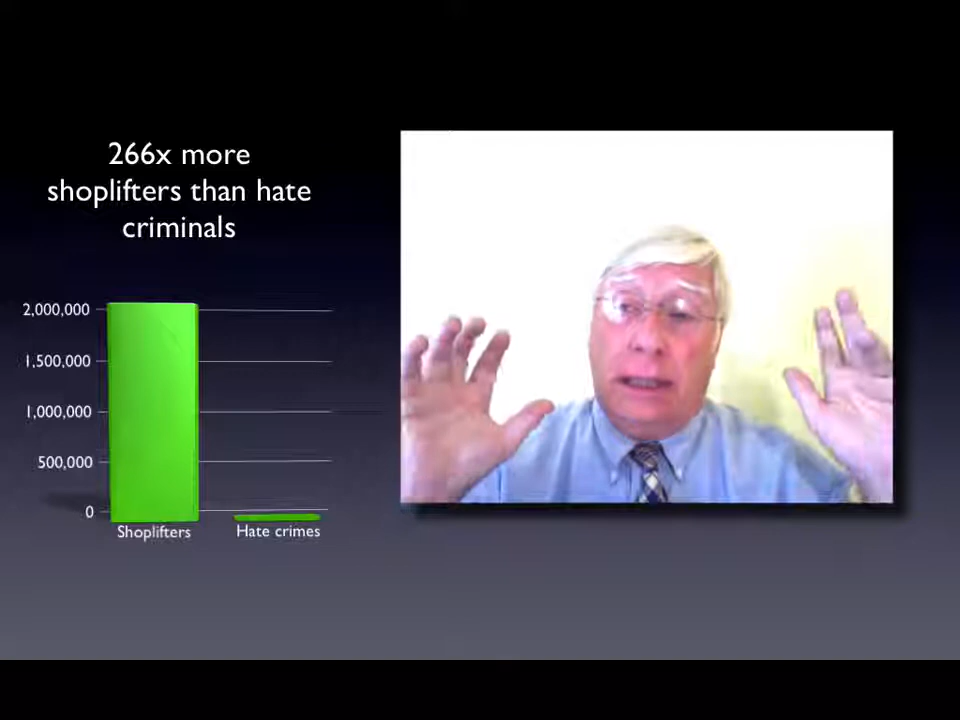 266x more
shoplifters than hate
criminals
2,000,000
1,500,000
1,000,000
500,000
0
Shoplifters
Hate crimes